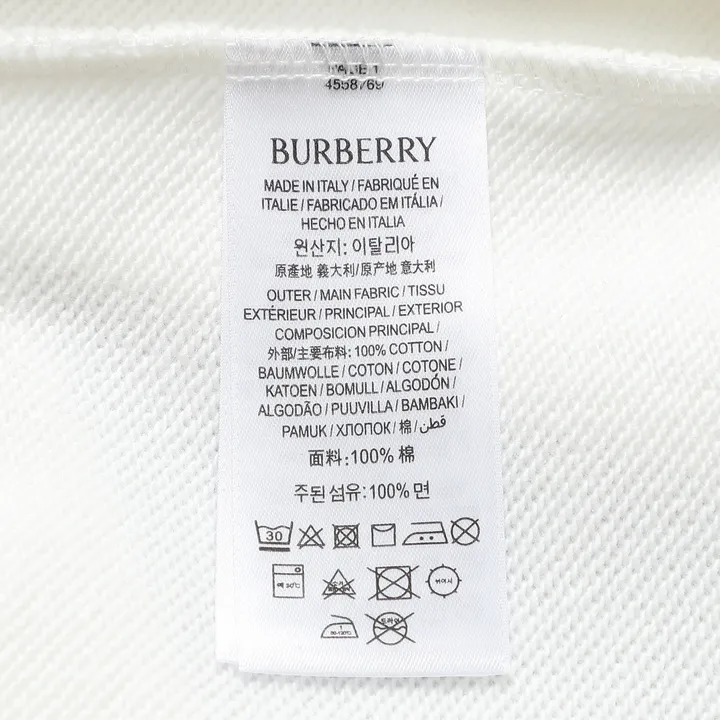 4558769
BURBERRY
MADE IN ITALY / FABRIQUÉ EN
ITALIE / FABRICADO EM ITÁLIA /
HECHO EN ITALIA
원산지: 이탈리아
原產地 義大利/原产地 意大利
OUTER / MAIN FABRIC / TISSU
EXTÉRIEUR / PRINCIPAL / EXTERIOR
COMPOSICION PRINCIPAL /
外部/主要布料: 100% COTTON /
BAUMWOLLE / COTON / COTONE /
KATOEN / BOMULL / ALGODÓN /
ALGODÃO / PUUVILLA / BAMBAKI /
PAMUK / ХЛОПОК / 棉 / قطن
面料:100% 棉
주된 섬유:100% 면
30